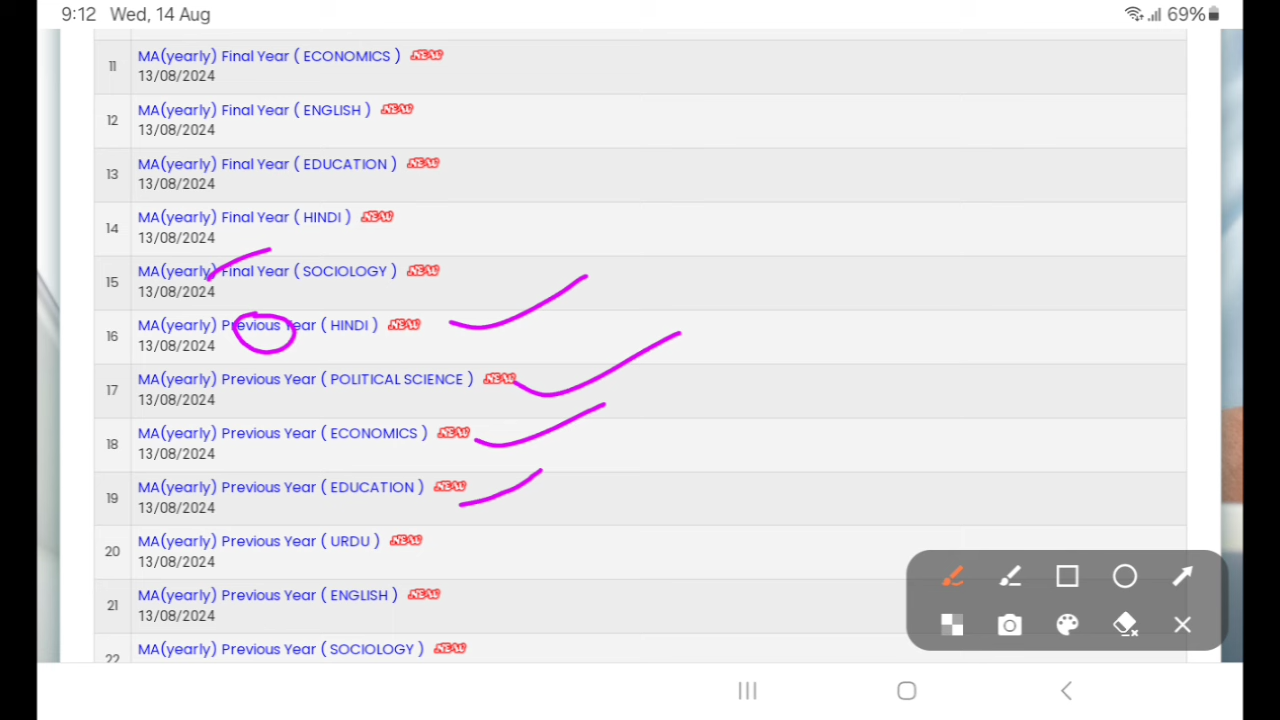 9:12 Wed, 14 Aug 69%
11 MA(yearly) Final Year ( ECONOMICS ) NEW
13/08/2024
12 MA(yearly) Final Year ( ENGLISH ) NEW
13/08/2024
13 MA(yearly) Final Year ( EDUCATION ) NEW
13/08/2024
14 MA(yearly) Final Year ( HINDI ) NEW
13/08/2024
15 MA(yearly) Final Year ( SOCIOLOGY ) NEW
13/08/2024
16 MA(yearly) Previous Year ( HINDI ) NEW
13/08/2024
17 MA(yearly) Previous Year ( POLITICAL SCIENCE ) NEW
13/08/2024
18 MA(yearly) Previous Year ( ECONOMICS ) NEW
13/08/2024
19 MA(yearly) Previous Year ( EDUCATION ) NEW
13/08/2024
20 MA(yearly) Previous Year ( URDU ) NEW
13/08/2024
21 MA(yearly) Previous Year ( ENGLISH ) NEW
13/08/2024
22 MA(yearly) Previous Year ( SOCIOLOGY ) NEW